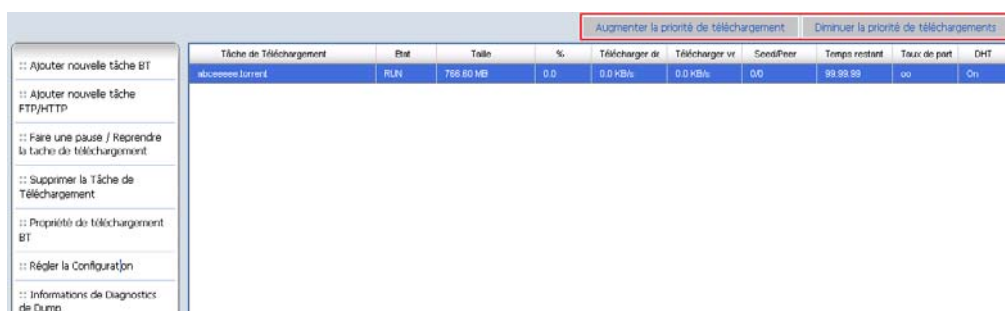 Augmenter la priorité de téléchargement
Diminuer la priorité de téléchargements
Tâche de Téléchargement Etat Taille % Télécharger dr Télécharger vr Seed/Peer Temps restant Taux de part DHT
abceeeee.torrent RUN 766.60 MB 0.0 0.0 KB/s 0.0 KB/s 0/0 99.99.99 oo On
:: Ajouter nouvelle tâche BT
:: Ajouter nouvelle tâche
FTP/HTTP
:: Faire une pause / Reprendre
la tache de téléchargement
:: Supprimer la Tâche de
Téléchargement
:: Propriété de téléchargement
BT
:: Régler la Configuration
:: Informations de Diagnostics
de Dump